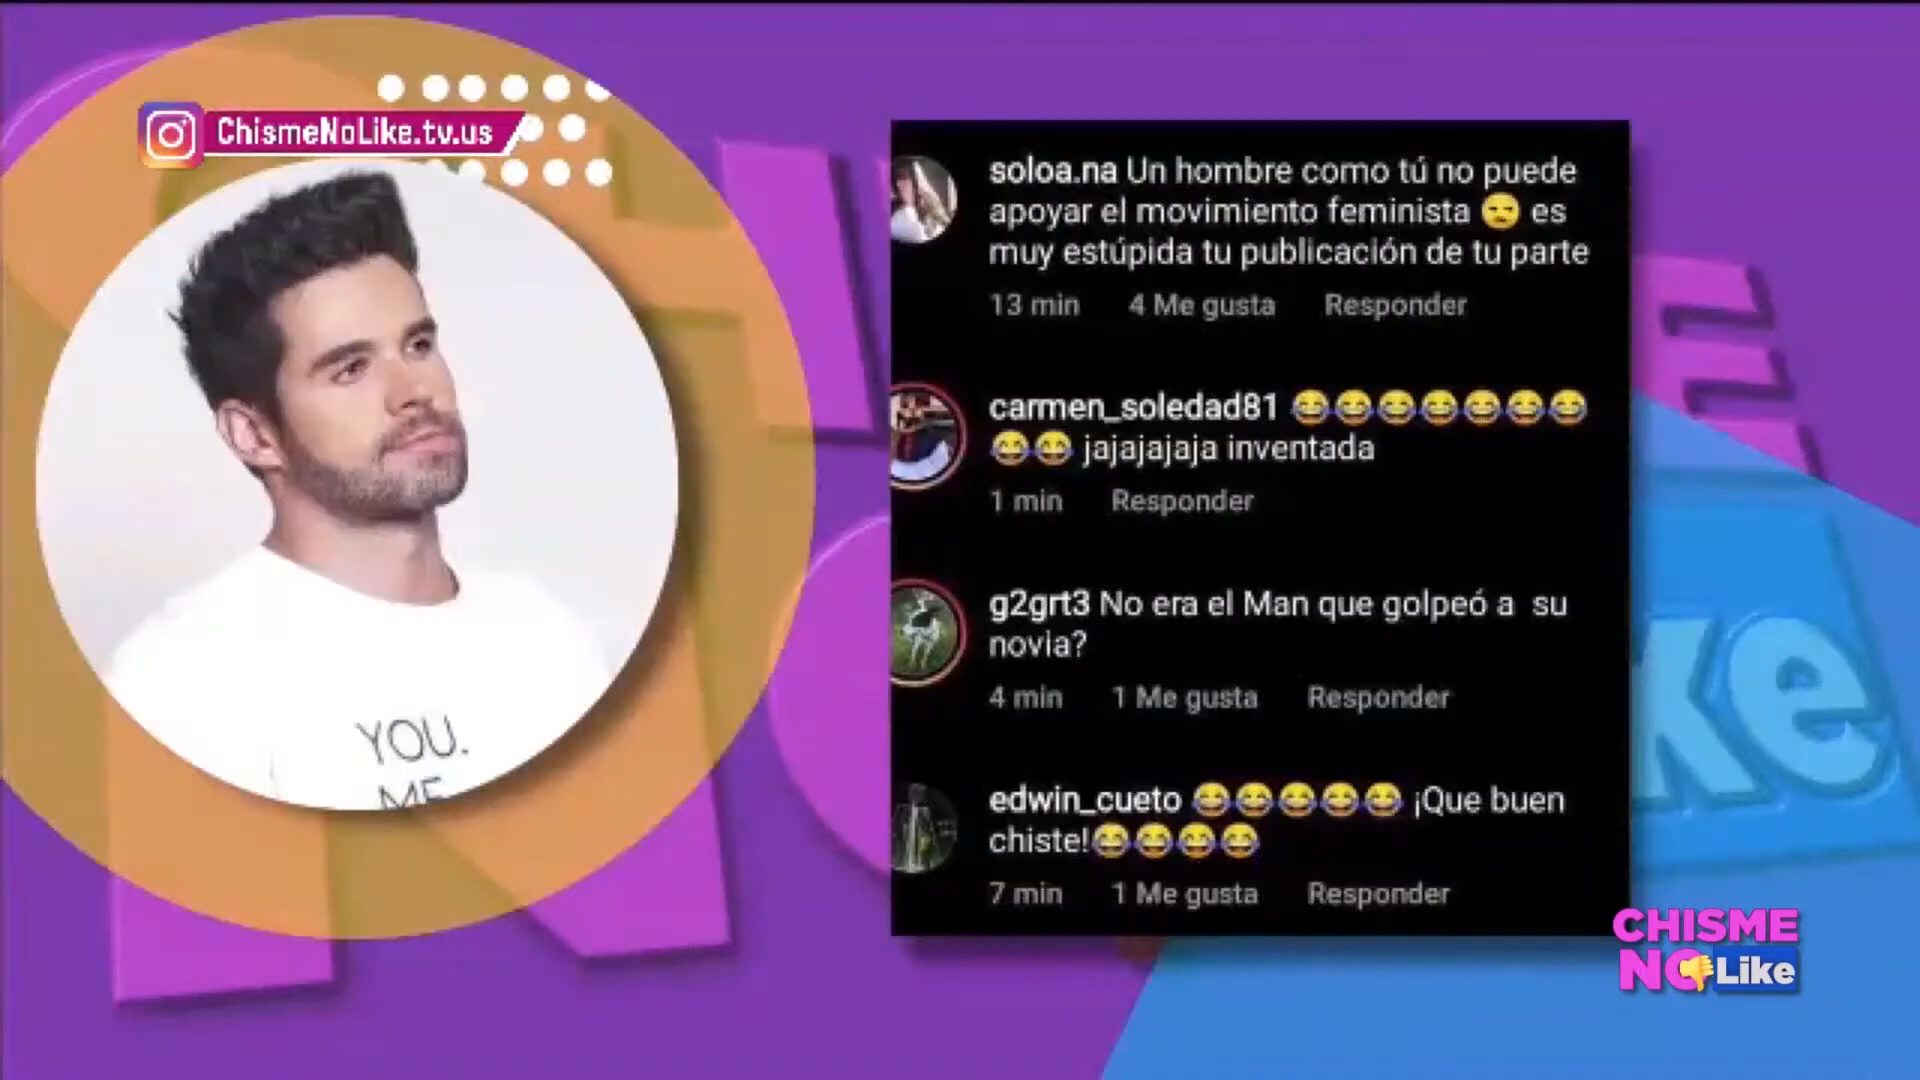 ChismeNoLike.tv.us
YOU.
ME
soloa.na Un hombre como tú no puede
apoyar el movimiento feminista 😒 es
muy estúpida tu publicación de tu parte
13 min 4 Me gusta Responder
carmen_soledad81 😂😂😂😂😂😂😂
😂😂 jajajajaja inventada
1 min Responder
g2grt3 No era el Man que golpeó a su
novia?
4 min 1 Me gusta Responder
edwin_cueto 😂😂😂😂😂 ¡Que buen
chiste!😂😂😂😂
7 min 1 Me gusta Responder
CHISME
NO Like